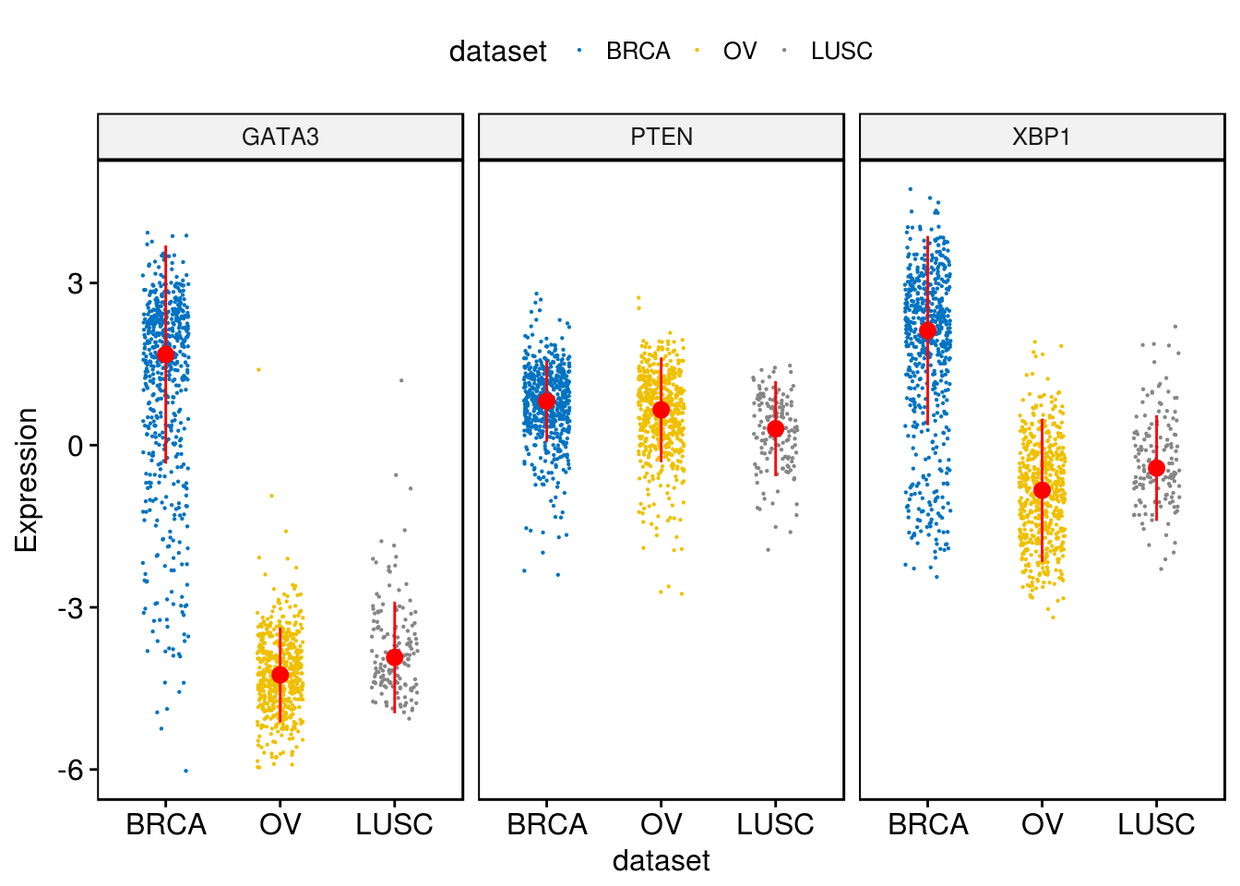 dataset BRCA OV LUSC
GATA3 PTEN XBP1
Expression
3
0
-3
-6
BRCA OV LUSC BRCA OV LUSC BRCA OV LUSC
dataset